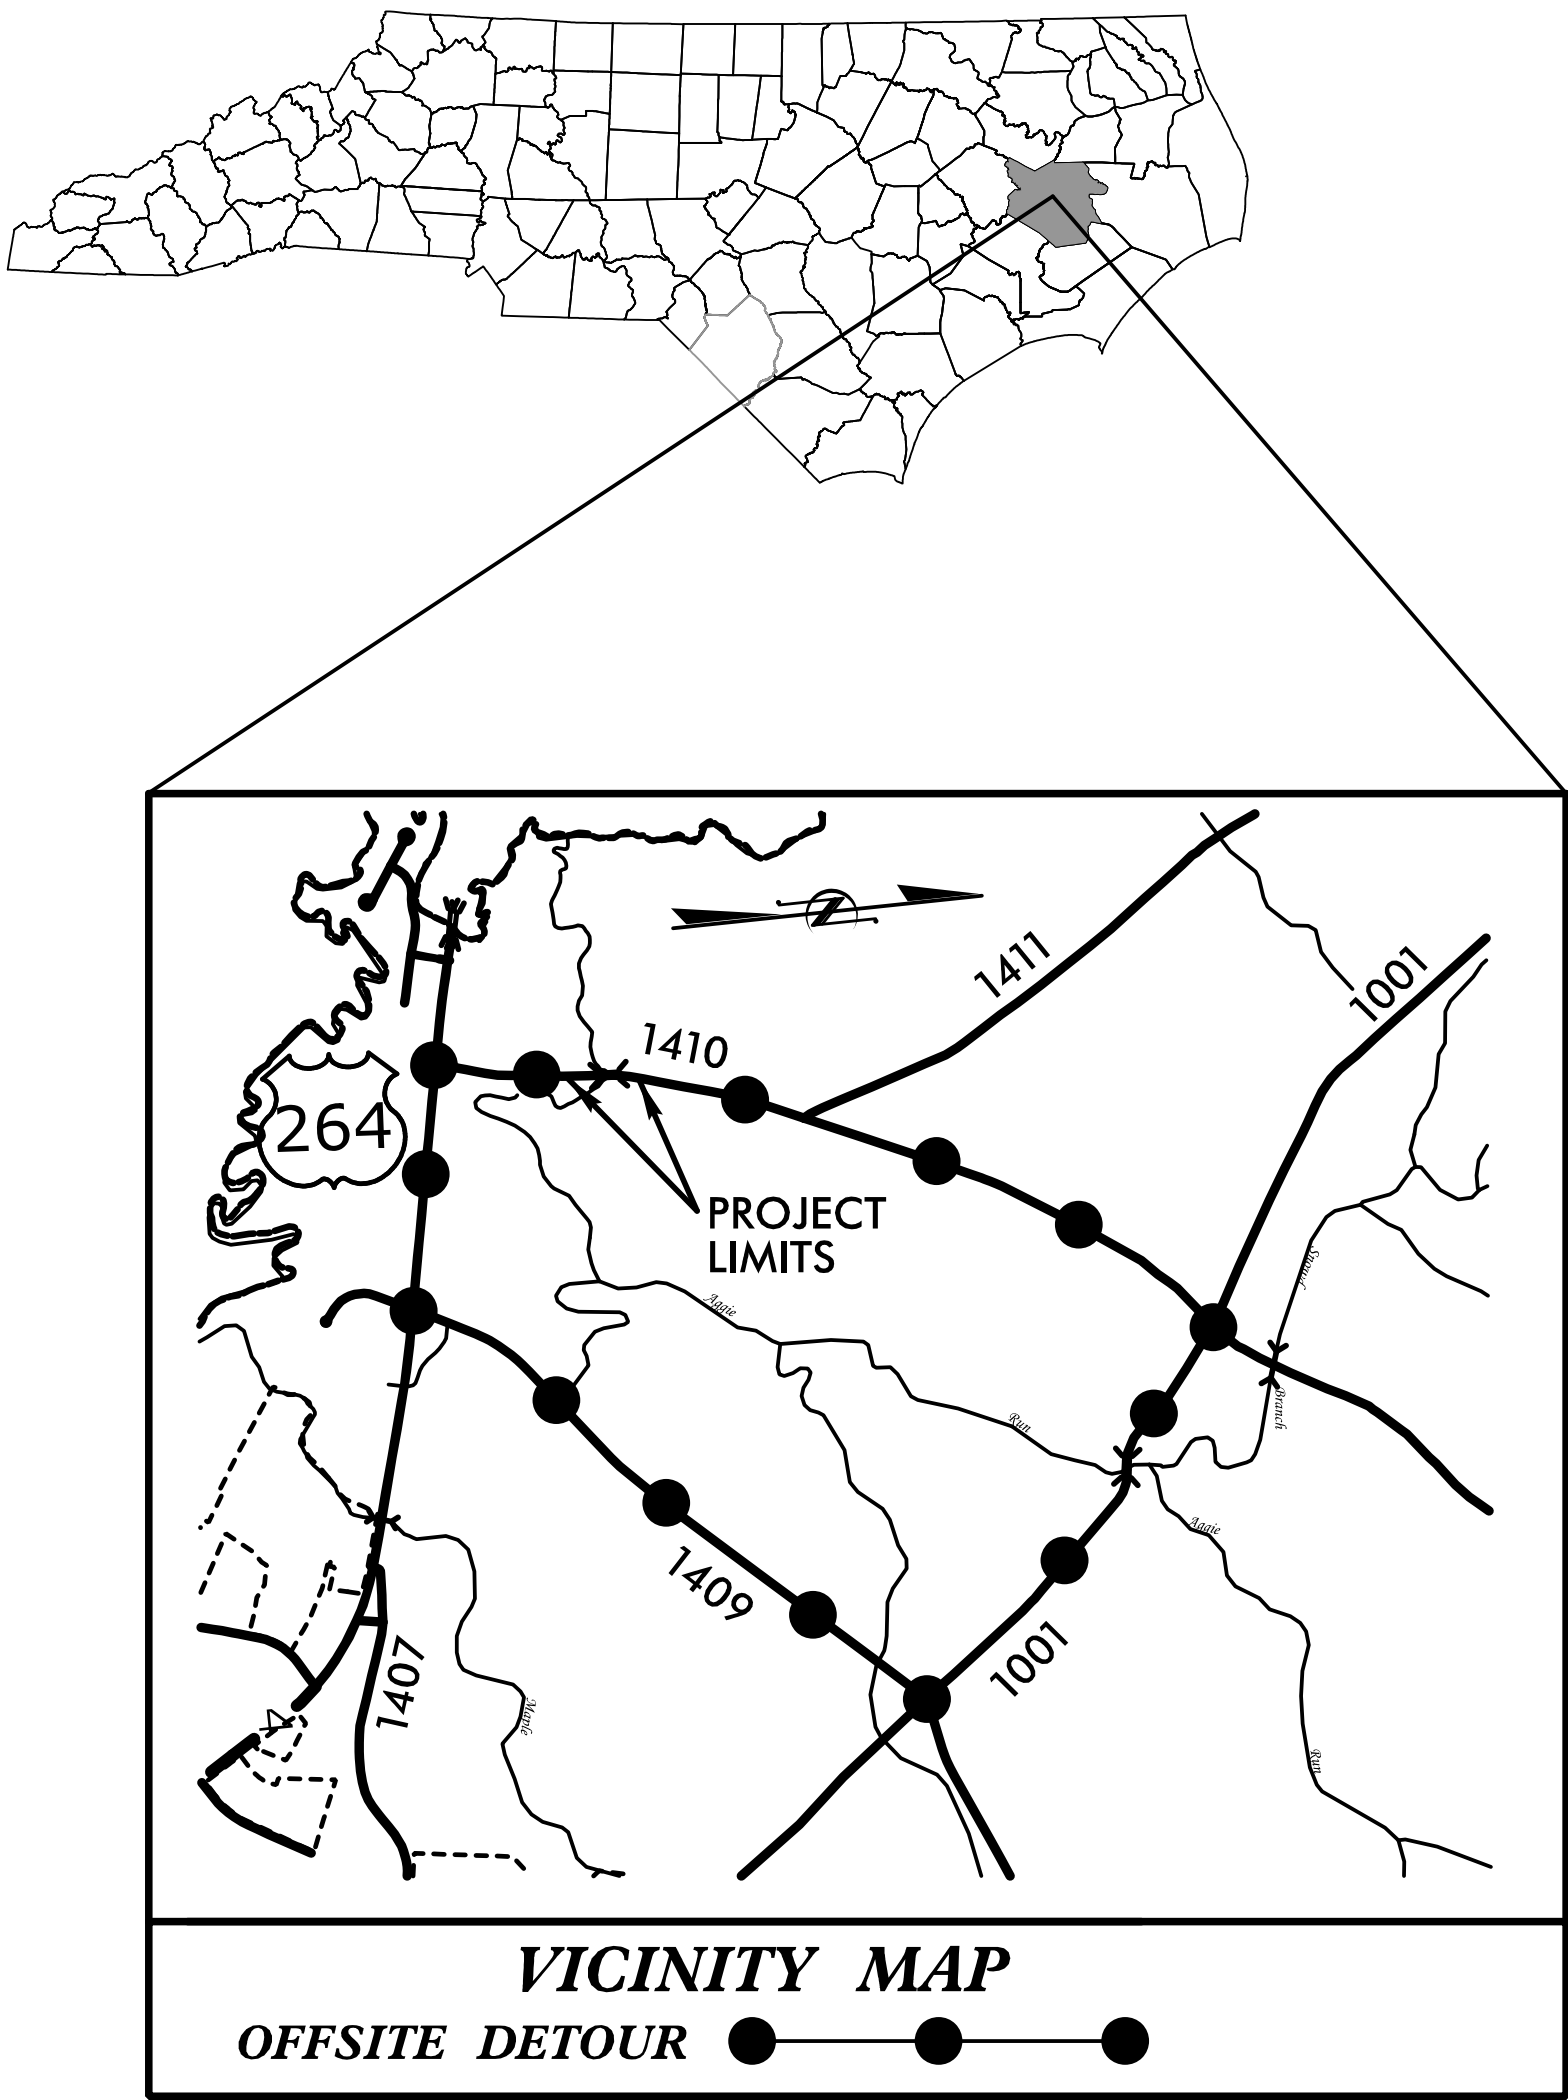 1411
1001
1410
264
PROJECT
LIMITS
Snoad
Aggie
Run
Branch
Aggie
1409
1001
1407
Maple
Run
VICINITY MAP
OFFSITE DETOUR